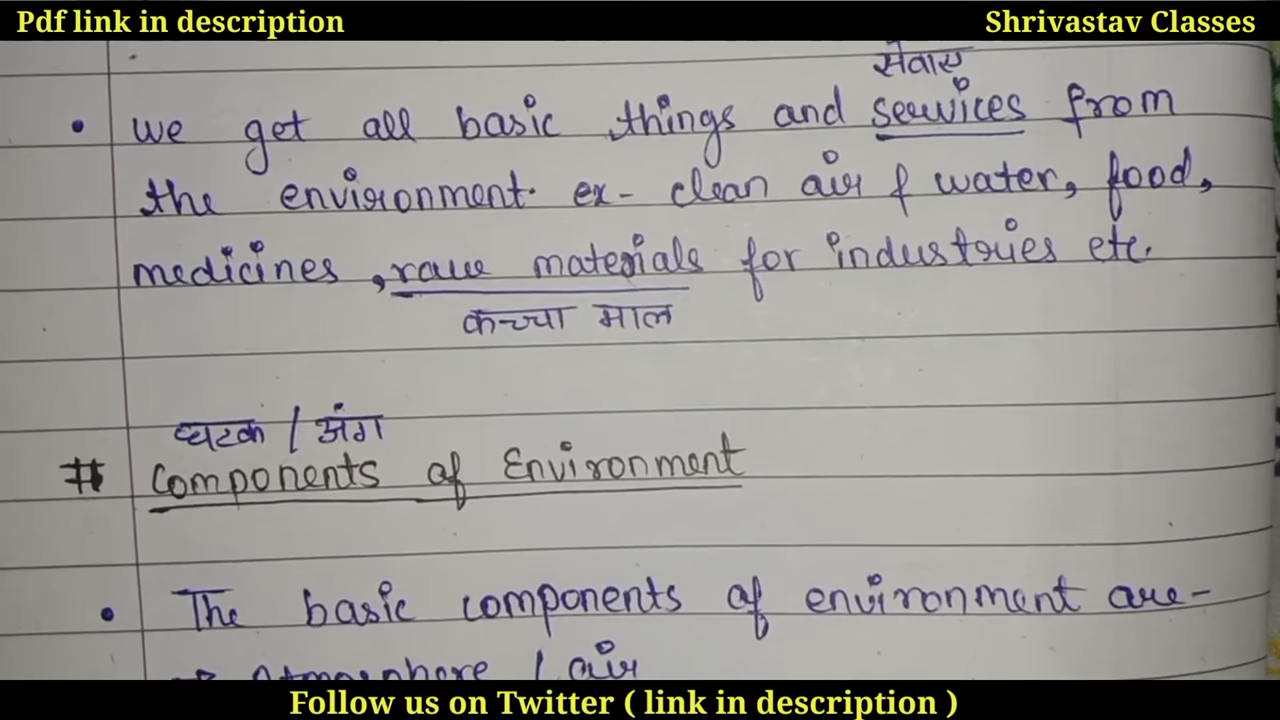 Pdf link in description
Shrivastav Classes
सेवाएं
• we get all basic things and services from
the environment. ex- clean air & water, food,
medicines, raw materials for industries etc.
कच्चा माल
घटक / अंग
# Components of Environment
• The basic components of environment are-
→ Atmosphere / air
Follow us on Twitter ( link in description )